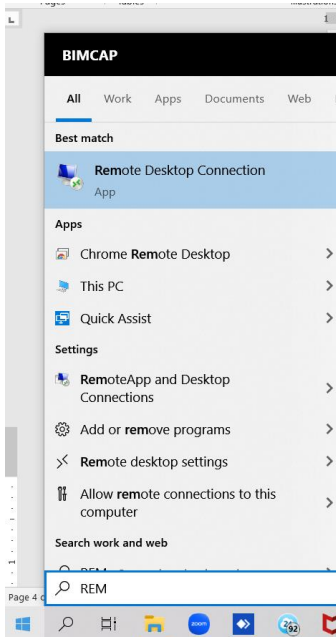 1
BIMCAP
All Work Apps Documents Web
Best match
Remote Desktop Connection
App
Apps
Chrome Remote Desktop
This PC
Quick Assist
Settings
RemoteApp and Desktop
Connections
Add or remove programs
Remote desktop settings
Allow remote connections to this
computer
Search work and web
Page 4
REM
zoom
92